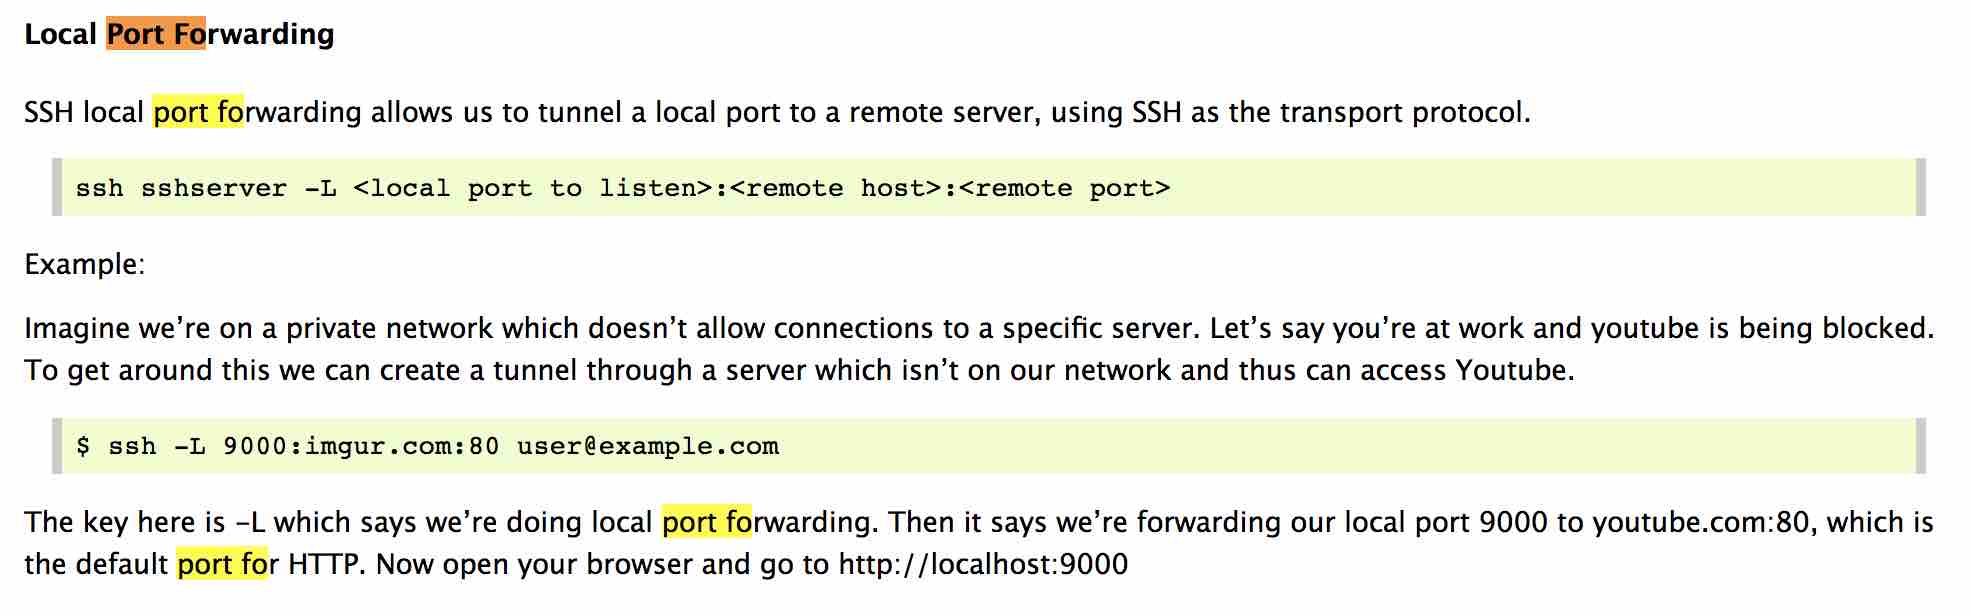 Local Port Forwarding
SSH local port forwarding allows us to tunnel a local port to a remote server, using SSH as the transport protocol.
ssh sshserver -L <local port to listen>:<remote host>:<remote port>
Example:
Imagine we’re on a private network which doesn’t allow connections to a specific server. Let’s say you’re at work and youtube is being blocked.
To get around this we can create a tunnel through a server which isn’t on our network and thus can access Youtube.
$ ssh -L 9000:imgur.com:80 user@example.com
The key here is -L which says we’re doing local port forwarding. Then it says we’re forwarding our local port 9000 to youtube.com:80, which is
the default port for HTTP. Now open your browser and go to http://localhost:9000